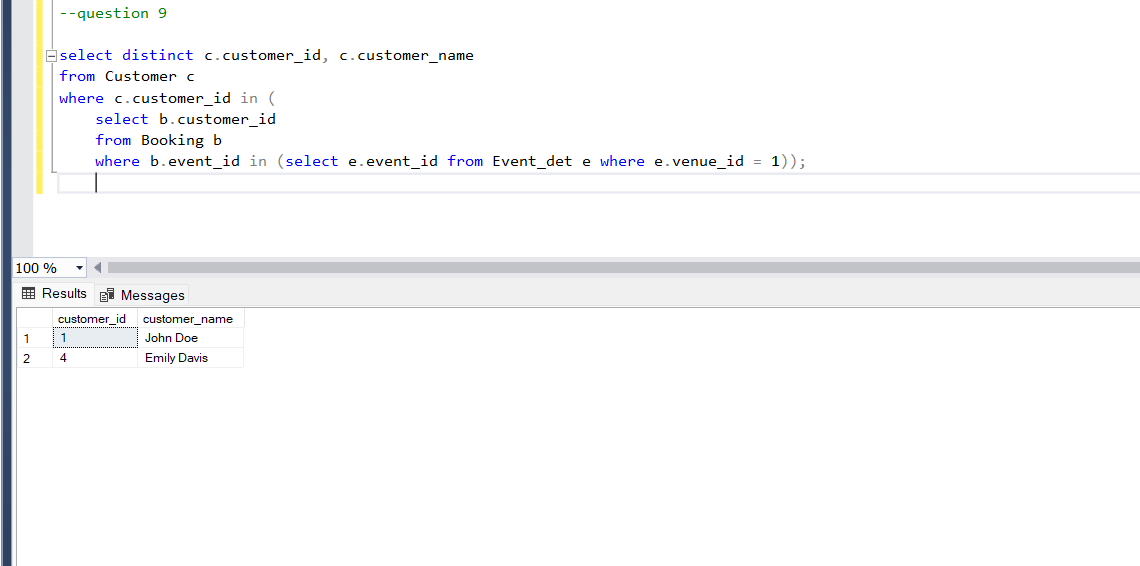 --question 9
select distinct c.customer_id, c.customer_name
from Customer c
where c.customer_id in (
select b.customer_id
from Booking b
where b.event_id in (select e.event_id from Event_det e where e.venue_id = 1));
100 %
Results Messages
customer_id customer_name
1 1 John Doe
2 4 Emily Davis